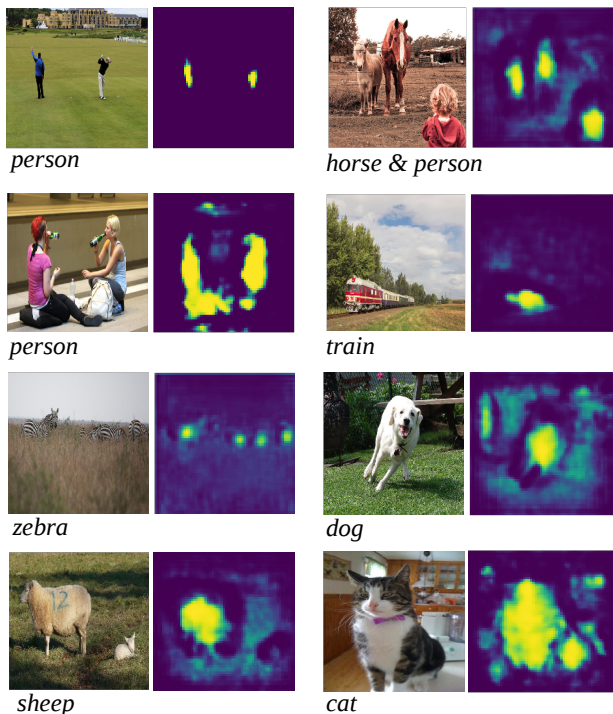 person
horse & person
person
train
zebra
dog
12
sheep
cat